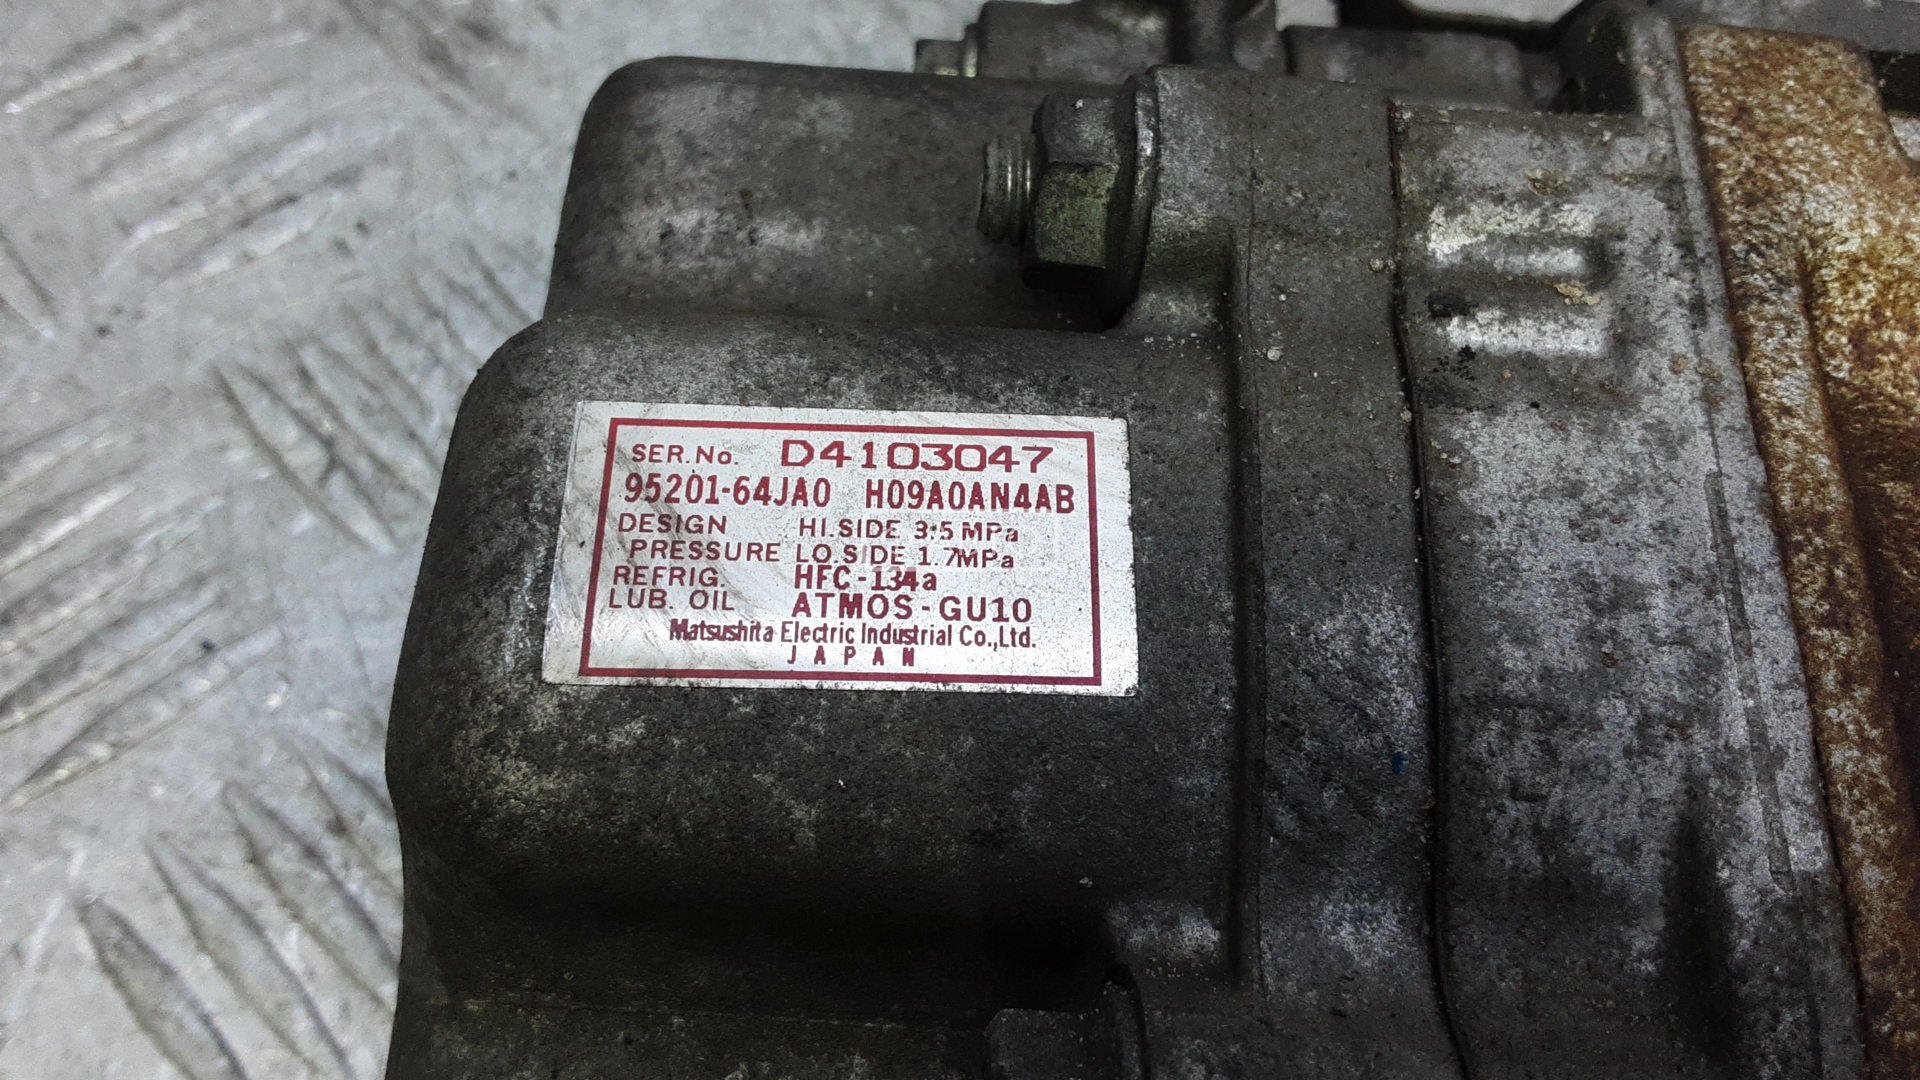 SER.No. D4103047
95201-64JA0 H09A0AN4AB
DESIGN HI.SIDE 3.5 MPa
PRESSURE LO.SIDE 1.7MPa
REFRIG. HFC-134a
LUB. OIL ATMOS-GU10
Matsushita Electric Industrial Co.,Ltd.
JAPAN